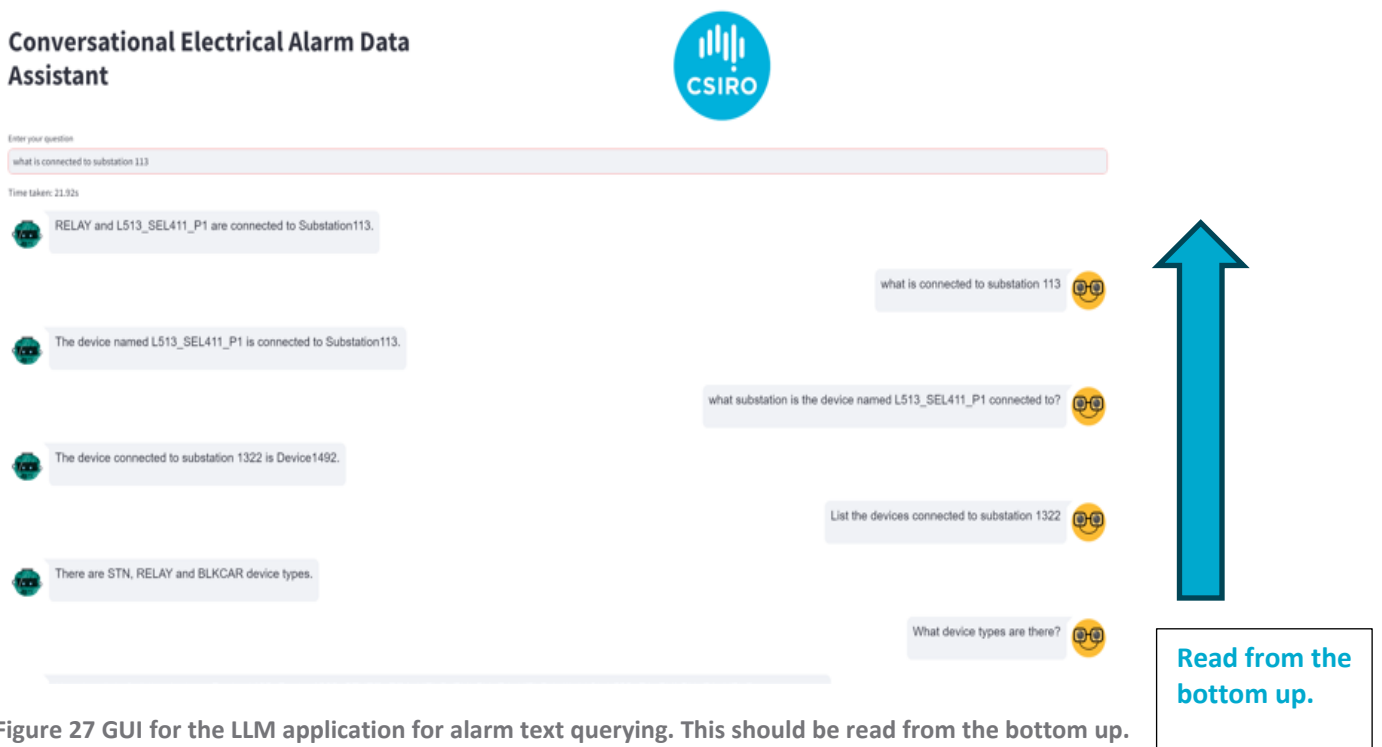 Conversational Electrical Alarm Data
Assistant
CSIRO
Enter your question
what is connected to substation 113
Time taken: 21.92s
RELAY and L513_SEL411_P1 are connected to Substation113.
what is connected to substation 113
The device named L513_SEL411_P1 is connected to Substation113.
what substation is the device named L513_SEL411_P1 connected to?
The device connected to substation 1322 is Device1492.
List the devices connected to substation 1322
There are STN, RELAY and BLKCAR device types.
What device types are there?
Read from the
bottom up.
Figure 27 GUI for the LLM application for alarm text querying. This should be read from the bottom up.